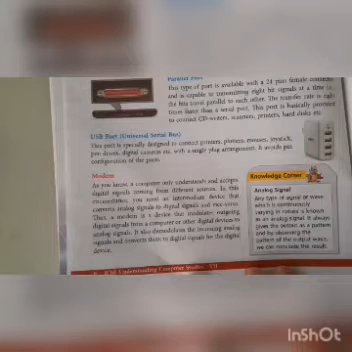 Parallel Port
This type of port is available with a 24 pin female connector
and is capable of transmitting eight bit signals at a time i.e.
the bits travel parallel to each other. The transfer rate is eight
times faster than a serial port. This port is basically provided
to connect CD-writers, scanners, printers, hard disks etc.
USB Port (Universal Serial Bus)
This port is specially designed to connect printers, plotters, mouses, joystick,
pen drives, digital cameras etc. with a single plug arrangement. It avoids pin
configuration of the ports.
Modem
As you know, a computer only understands and accepts
digital signals coming from different sources. In this
circumstance, you need an intermediate device that
converts analog signals to digital signals and vice-versa.
Thus, a modem is a device that modulates outgoing
digital signals from a computer or other digital devices to
analog signals. It also demodulates the incoming analog
signals and converts them to digital signals for the digital
device.
Knowledge Corner
Analog Signal
Any type of signal or wave
which is continuously
varying in nature is known
as an analog signal. It always
gives the output as a pattern
and by observing the
pattern of the output wave,
we can conclude the result.
ICSE Understanding Computer Studies - VII
InShOt